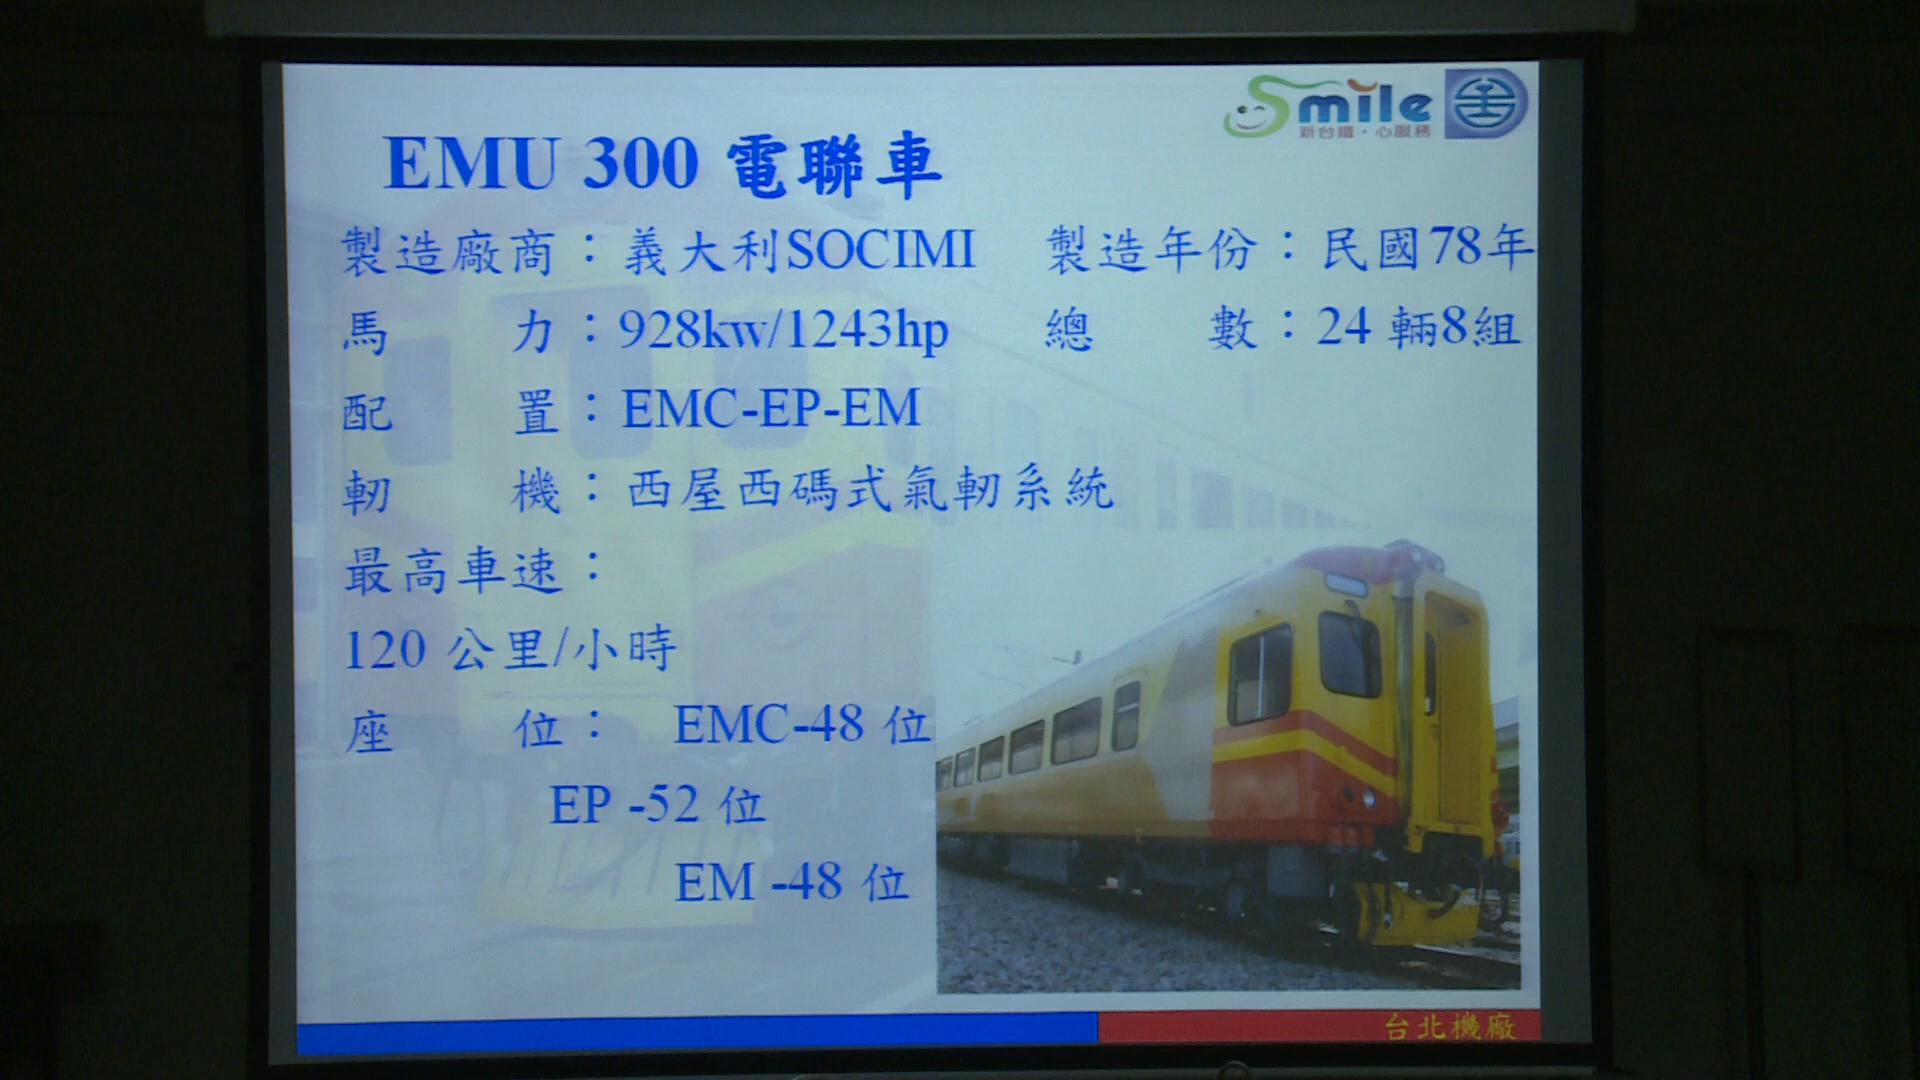 Smile
新台鐵・心服務
EMU 300 電聯車
製造廠商：義大利SOCIMI 製造年份：民國78年
馬力：928kw/1243hp 總數：24 輛8組
配置：EMC-EP-EM
軔機：西屋西碼式氣軔系統
最高車速：
120 公里/小時
座位： EMC-48 位
EP -52 位
EM -48 位
台北機廠